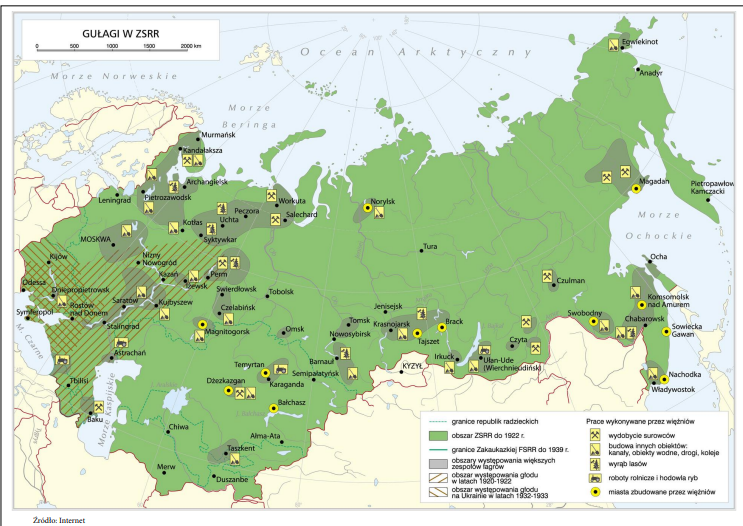 GUŁAGI W ZSRR
0 500 1000 1500 2000 km
Ocean Arktyczny
Morze Norweskie
Morze
Beringa
Egwiekinot
Anadyr
Murmańsk
Kandałaksza
Archangielsk
Leningrad
Pietrozawodsk
Workuta
Salechard
Peczora
Kotłas
Uchta
Syktywkar
Norylsk
Magadan
Pietropawłowsk
Kamczacki
Morze
Ochockie
MOSKWA
Niżny
Nowogród
Kijów
Kazań
Iżewsk
Perm
Tura
Ocha
Odessa
Dniepropietrowsk
Swierdłowsk
Tobolsk
Czulman
Komsomolsk
nad Amurem
Symferopol
Rostów
nad Donem
Saratów
Kujbyszew
Czelabińsk
Jenisejsk
Swobodny
Chabarowsk
Stalingrad
Magnitogorsk
Omsk
Tomsk
Nowosybirsk
Krasnojarsk
Brack
Tajszet
Sowiecka
Gawan
M. Czarne
Astrachań
Temyrtan
Barnauł
Irkuck
Ułan-Ude
(Wierchnieudinsk)
Czyta
Nachodka
Władywostok
Tbilisi
Dżezkazgan
Karaganda
Semipałatyńsk
KYZYŁ
Baku
Morze Kaspijskie
Bałchasz
Chiwa
Ałma-Ata
Taszkent
Merw
Duszanbe
granice republik radzieckich
obszar ZSRR do 1922 r.
granice Zakaukaskiej FSRR do 1939 r.
obszary występowania większych
zespołów łagrów
obszar występowania głodu
w latach 1920-1922
obszar występowania głodu
na Ukrainie w latach 1932-1933
Prace wykonywane przez więźniów
wydobycie surowców
budowa innych obiektów:
kanały, obiekty wodne, drogi, koleje
wyrąb lasów
roboty rolnicze i hodowla ryb
miasta zbudowane przez więźniów
Źródło: Internet